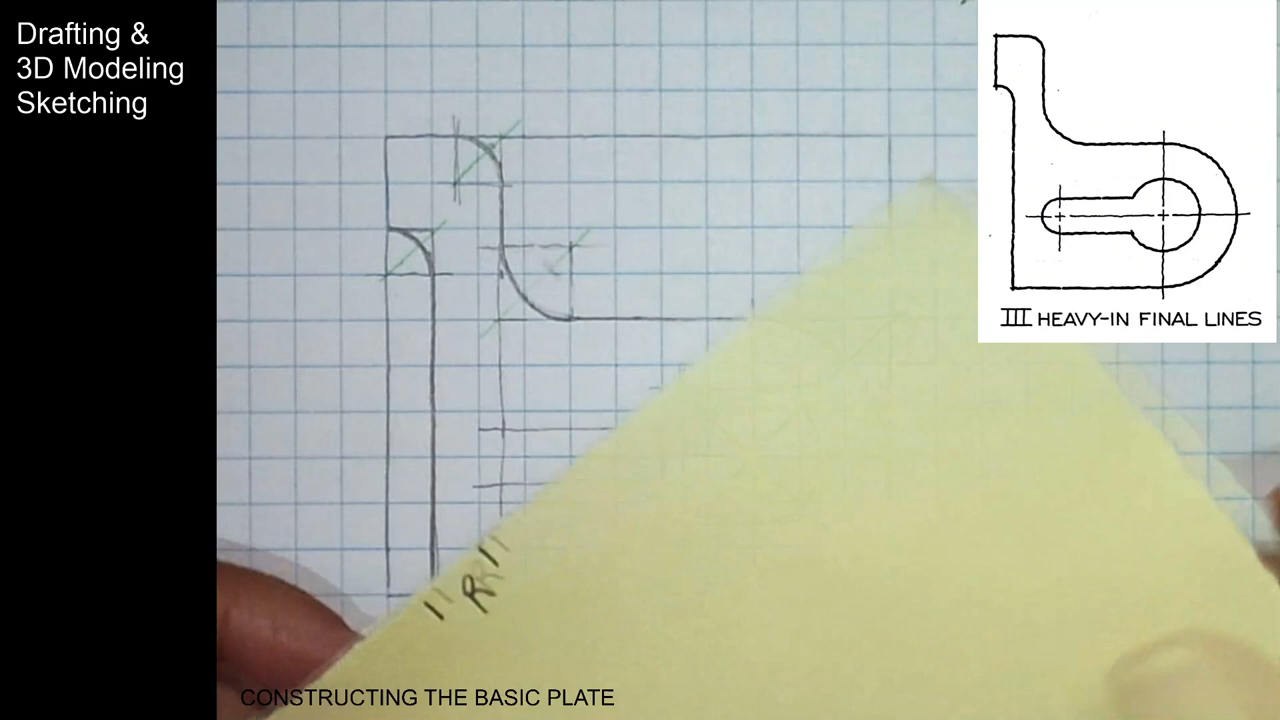 Drafting &
3D Modeling
Sketching
III HEAVY-IN FINAL LINES
R
CONSTRUCTING THE BASIC PLATE